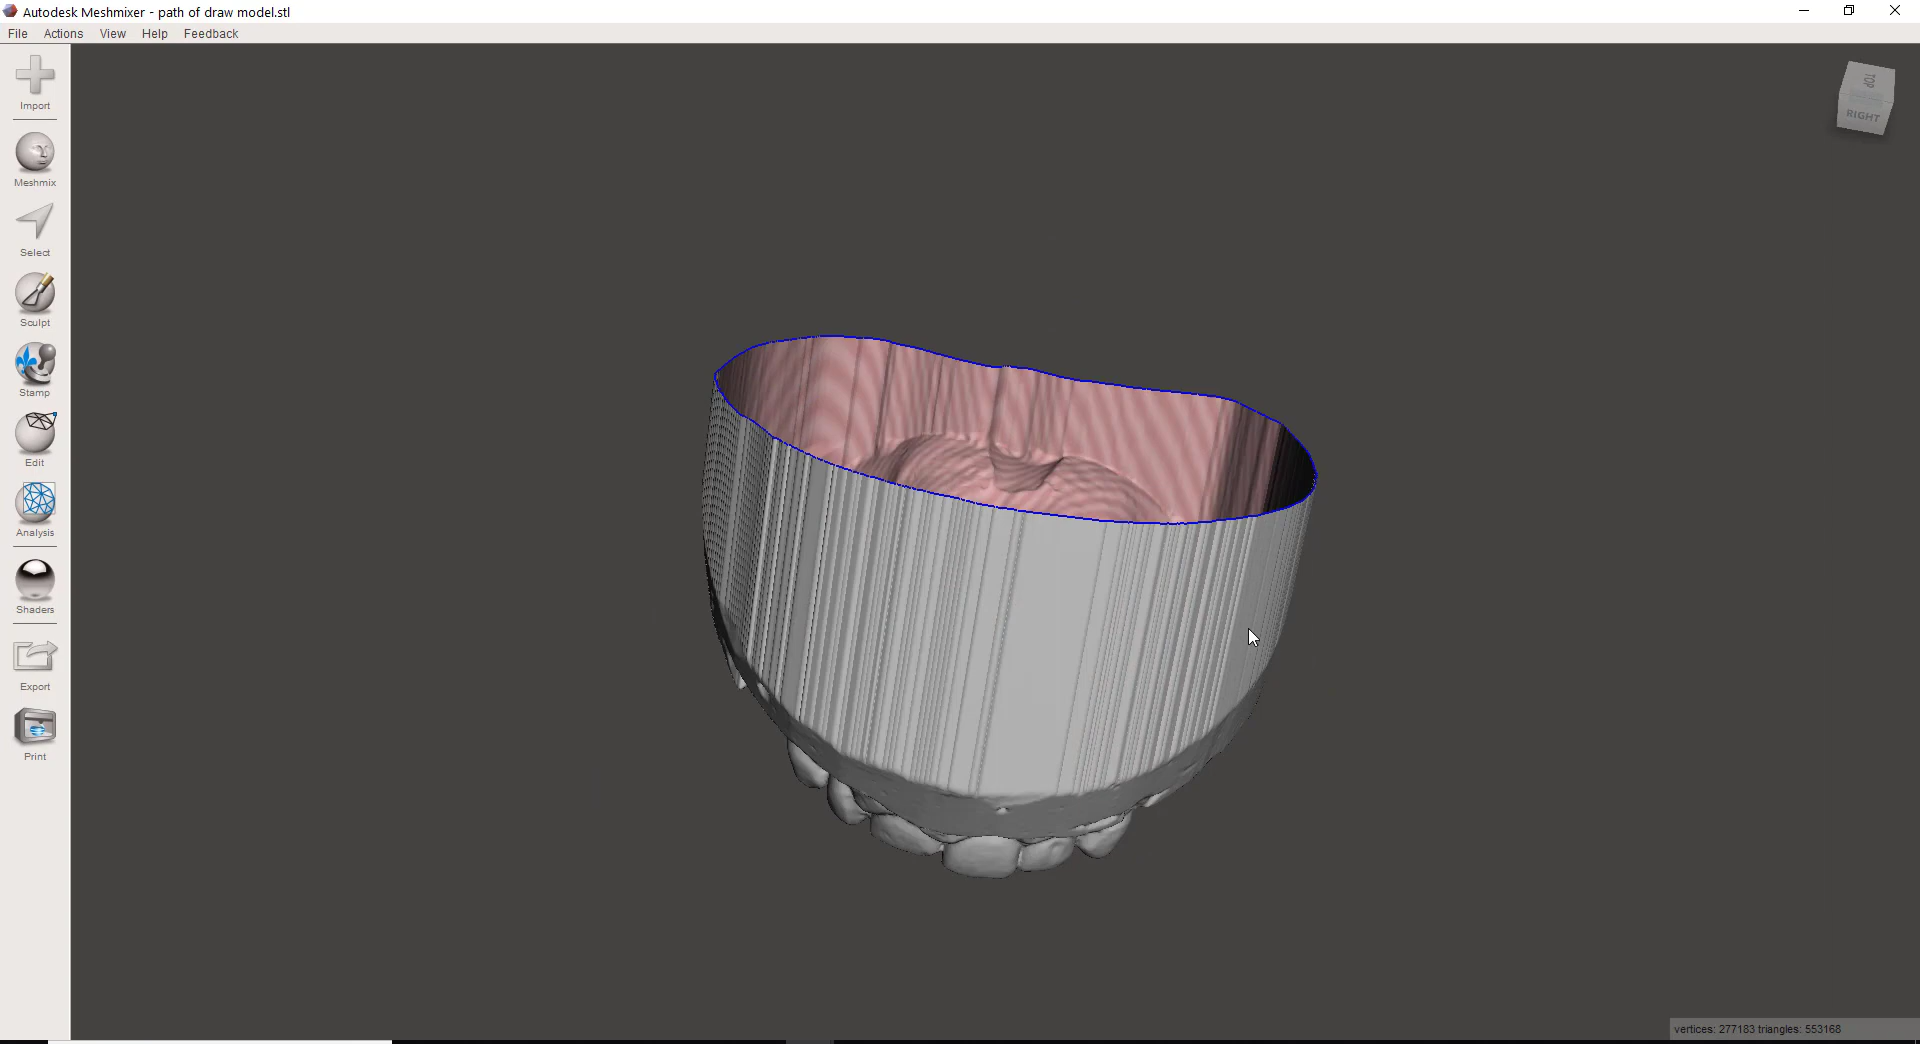 Autodesk Meshmixer - path of draw model.stl
File Actions View Help Feedback
Import
Meshmix
Select
Sculpt
Stamp
Edit
Analysis
Shaders
Export
Print
TOP
RIGHT
vertices: 277183 triangles: 553168